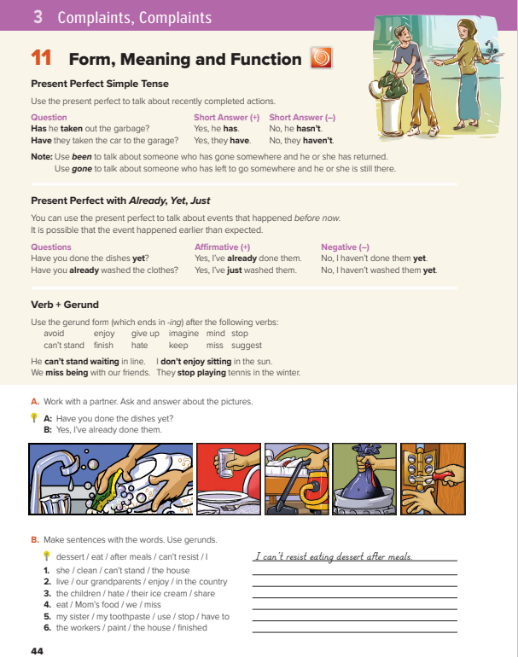 3 Complaints, Complaints
11 Form, Meaning and Function
Present Perfect Simple Tense
Use the present perfect to talk about recently completed actions.
Question Short Answer (+) Short Answer (–)
Has he taken out the garbage? Yes, he has. No, he hasn't.
Have they taken the car to the garage? Yes, they have. No, they haven't.
Note: Use been to talk about someone who has gone somewhere and he or she has returned.
Use gone to talk about someone who has left to go somewhere and he or she is still there.
Present Perfect with Already, Yet, Just
You can use the present perfect to talk about events that happened before now.
It is possible that the event happened earlier than expected.
Questions Affirmative (+) Negative (–)
Have you done the dishes yet? Yes, I've already done them. No, I haven't done them yet.
Have you already washed the clothes? Yes, I've just washed them. No, I haven't washed them yet.
Verb + Gerund
Use the gerund form (which ends in -ing) after the following verbs:
avoid enjoy give up imagine mind stop
can't stand finish hate keep miss suggest
He can't stand waiting in line. I don't enjoy sitting in the sun.
We miss being with our friends. They stop playing tennis in the winter.
A. Work with a partner. Ask and answer about the pictures.
A: Have you done the dishes yet?
B: Yes, I've already done them.
B. Make sentences with the words. Use gerunds.
dessert / eat / after meals / can't resist / I I can't resist eating dessert after meals.
1. she / clean / can't stand / the house
2. live / our grandparents / enjoy / in the country
3. the children / hate / their ice cream / share
4. eat / Mom's food / we / miss
5. my sister / my toothpaste / use / stop / have to
6. the workers / paint / the house / finished
44